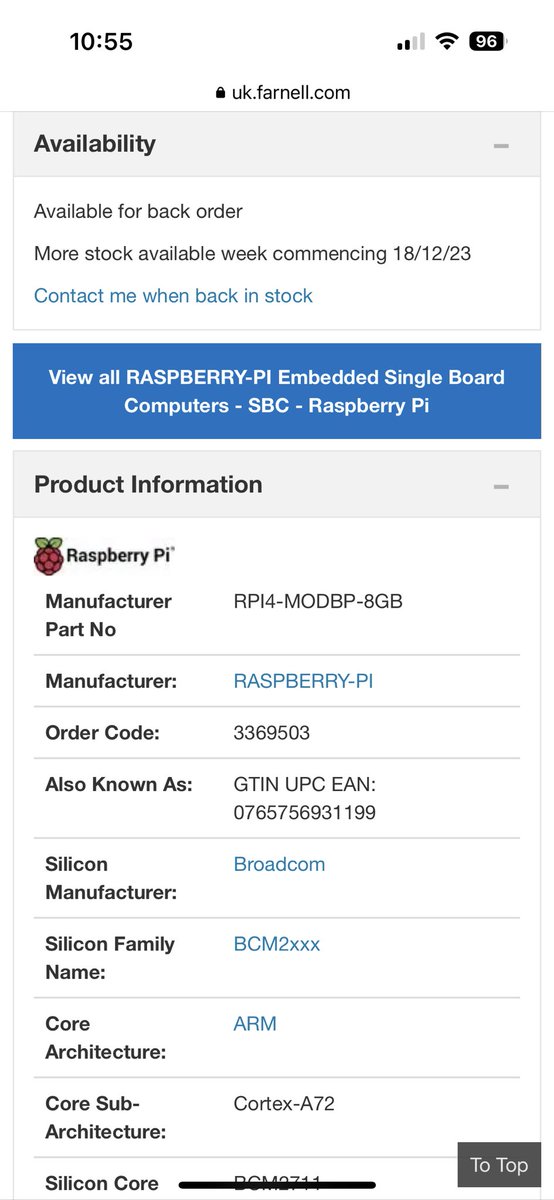 10:55
96
uk.farnell.com
Availability
Available for back order
More stock available week commencing 18/12/23
Contact me when back in stock
View all RASPBERRY-PI Embedded Single Board
Computers - SBC - Raspberry Pi
Product Information
Raspberry Pi®
Manufacturer
Part No
RPI4-MODBP-8GB
Manufacturer:
RASPBERRY-PI
Order Code:
3369503
Also Known As:
GTIN UPC EAN:
0765756931199
Silicon
Manufacturer:
Broadcom
Silicon Family
Name:
BCM2xxx
Core
Architecture:
ARM
Core Sub-
Architecture:
Cortex-A72
To Top
Silicon Core
BCM2711